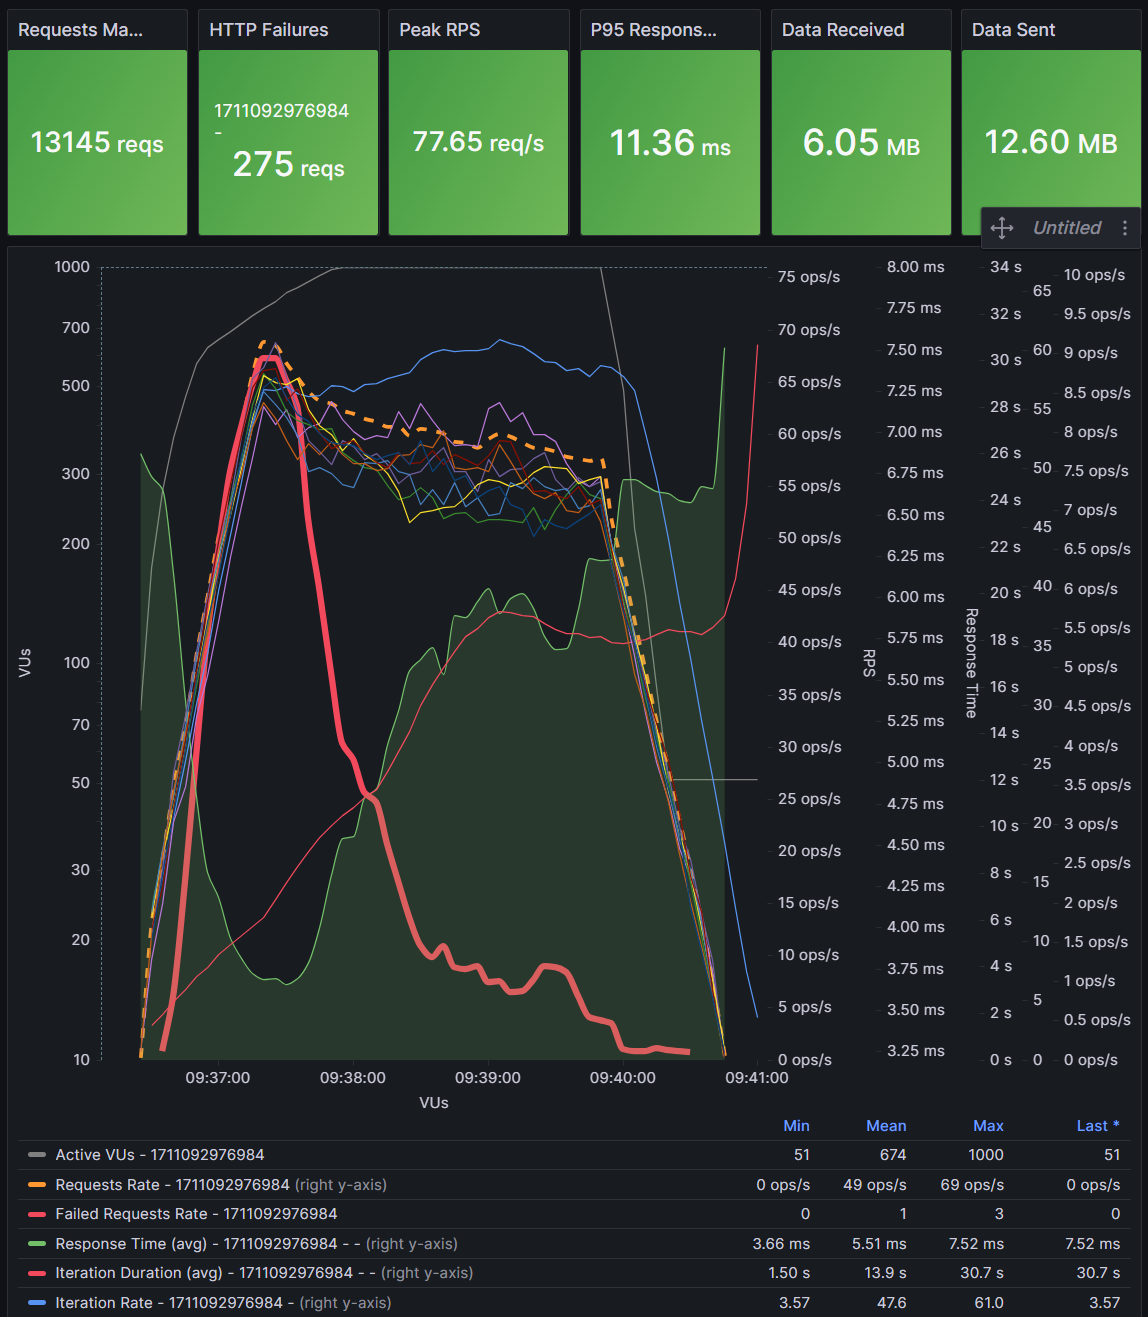 Requests Ma...
HTTP Failures
Peak RPS
P95 Respons...
Data Received
Data Sent
13145 reqs
1711092976984
-
275 reqs
77.65 req/s
11.36 ms
6.05 MB
12.60 MB
Untitled
1000
700
500
300
200
100
70
50
30
20
10
VUs
09:37:00
09:38:00
09:39:00
09:40:00
09:41:00
VUs
75 ops/s
70 ops/s
65 ops/s
60 ops/s
55 ops/s
50 ops/s
45 ops/s
40 ops/s
35 ops/s
30 ops/s
25 ops/s
20 ops/s
15 ops/s
10 ops/s
5 ops/s
0 ops/s
RPS
8.00 ms
7.75 ms
7.50 ms
7.25 ms
7.00 ms
6.75 ms
6.50 ms
6.25 ms
6.00 ms
5.75 ms
5.50 ms
5.25 ms
5.00 ms
4.75 ms
4.50 ms
4.25 ms
4.00 ms
3.75 ms
3.50 ms
3.25 ms
Response Time
34 s
32 s
30 s
28 s
26 s
24 s
22 s
20 s
18 s
16 s
14 s
12 s
10 s
8 s
6 s
4 s
2 s
0 s
65
60
55
50
45
40
35
30
25
20
15
10
5
0
10 ops/s
9.5 ops/s
9 ops/s
8.5 ops/s
8 ops/s
7.5 ops/s
7 ops/s
6.5 ops/s
6 ops/s
5.5 ops/s
5 ops/s
4.5 ops/s
4 ops/s
3.5 ops/s
3 ops/s
2.5 ops/s
2 ops/s
1.5 ops/s
1 ops/s
0.5 ops/s
0 ops/s
Min Mean Max Last *
Active VUs - 1711092976984 51 674 1000 51
Requests Rate - 1711092976984 (right y-axis) 0 ops/s 49 ops/s 69 ops/s 0 ops/s
Failed Requests Rate - 1711092976984 0 1 3 0
Response Time (avg) - 1711092976984 - - (right y-axis) 3.66 ms 5.51 ms 7.52 ms 7.52 ms
Iteration Duration (avg) - 1711092976984 - - (right y-axis) 1.50 s 13.9 s 30.7 s 30.7 s
Iteration Rate - 1711092976984 - (right y-axis) 3.57 47.6 61.0 3.57